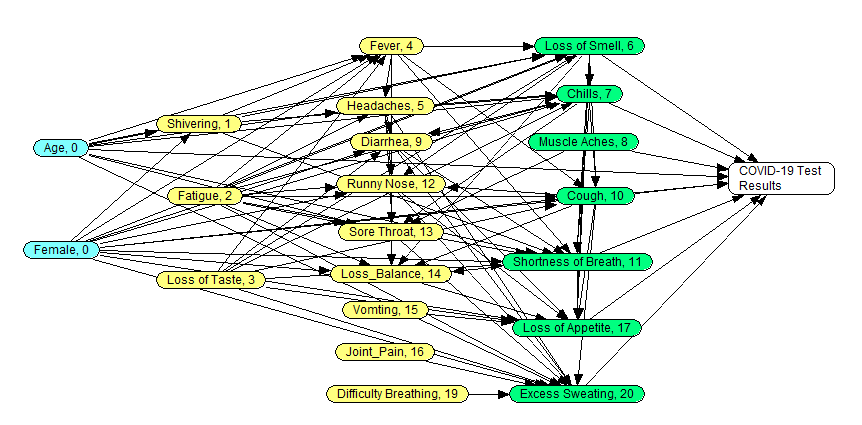 Fever, 4
Loss of Smell, 6
Chills, 7
Headaches, 5
Shivering, 1
Diarrhea, 9
Muscle Aches, 8
Age, 0
COVID-19 Test
Results
Runny Nose, 12
Fatigue, 2
Cough, 10
Sore Throat, 13
Female, 0
Shortness of Breath, 11
Loss_Balance, 14
Loss of Taste, 3
Vomting, 15
Loss of Appetite, 17
Joint_Pain, 16
Difficulty Breathing, 19
Excess Sweating, 20